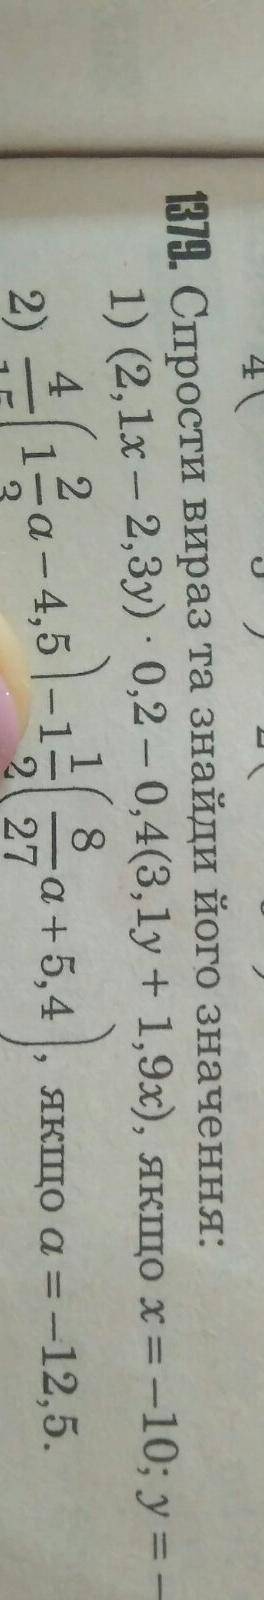 1379. Спрости вираз та знайди його значення:
1) (2,1x – 2,3y) · 0,2 – 0,4(3,1y + 1,9x), якщо x = –10; y = –
2) 4/15 (1 2/3 a – 4,5) – 1 1/2 (8/27 a + 5,4), якщо a = –12,5.